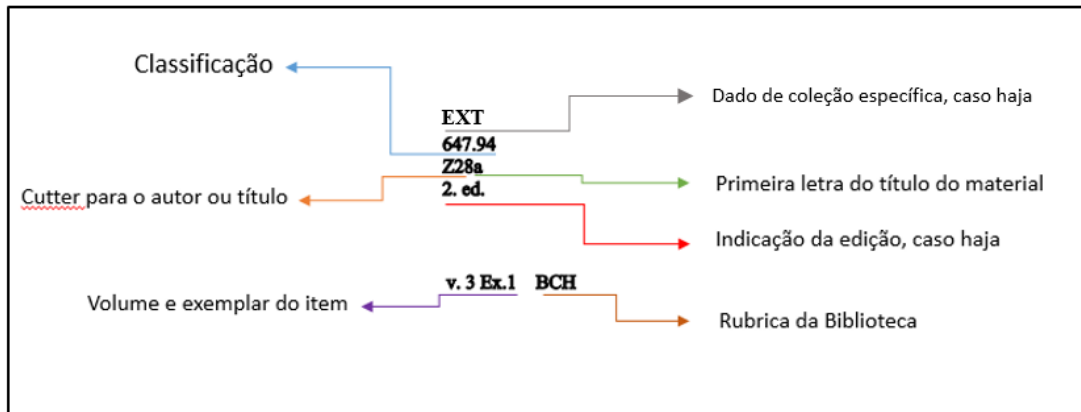 Classificação
Dado de coleção específica, caso haja
EXT
647.94
Z28a
2. ed.
Cutter para o autor ou título
Primeira letra do título do material
Indicação da edição, caso haja
v. 3 Ex.1 BCH
Volume e exemplar do item
Rubrica da Biblioteca